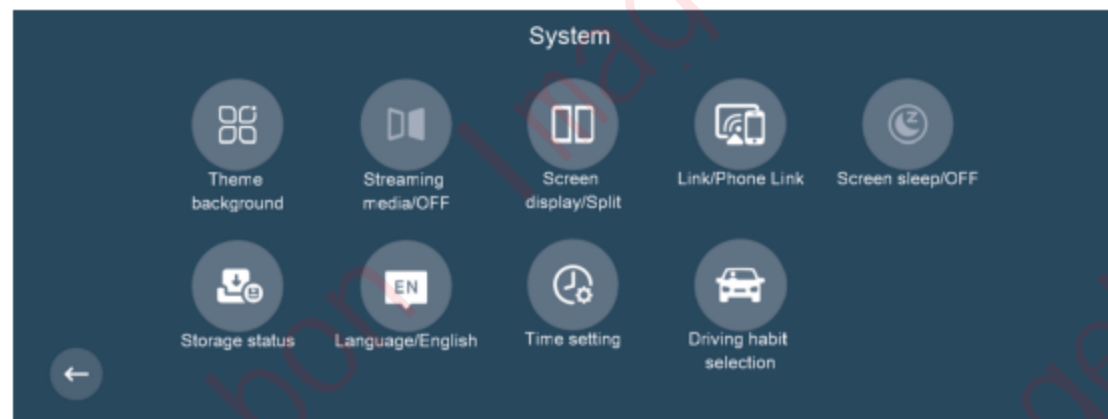 System
Theme
background
Streaming
media/OFF
Screen
display/Split
Link/Phone Link
Screen sleep/OFF
Storage status
EN
Language/English
Time setting
Driving habit
selection